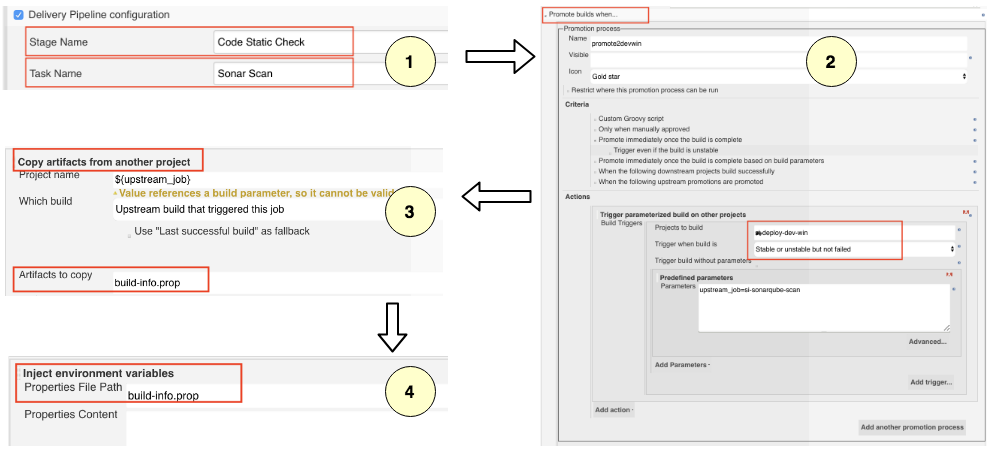 Delivery Pipeline configuration
Stage Name
Code Static Check
Task Name
Sonar Scan
1
Promote builds when...
Promotion process
Name
promote2devwin
Visible
Icon
Gold star
Restrict where this promotion process can be run
Criteria
Custom Groovy script
Only when manually approved
Promote immediately once the build is complete
Trigger even if the build is unstable
Promote immediately once the build is complete based on build parameters
When the following downstream projects build successfully
When the following upstream promotions are promoted
Actions
Trigger parameterized build on other projects
Build Triggers
Projects to build
-deploy-dev-win
Trigger when build is
Stable or unstable but not failed
Trigger build without parameters
Predefined parameters
Parameters
upstream_job=si-sonarqube-scan
Advanced...
Add Parameters
Add trigger...
Add action
Add another promotion process
2
Copy artifacts from another project
Project name
${upstream_job}
Value references a build parameter, so it cannot be valid
Which build
Upstream build that triggered this job
Use "Last successful build" as fallback
Artifacts to copy
build-info.prop
3
Inject environment variables
Properties File Path
build-info.prop
Properties Content
4